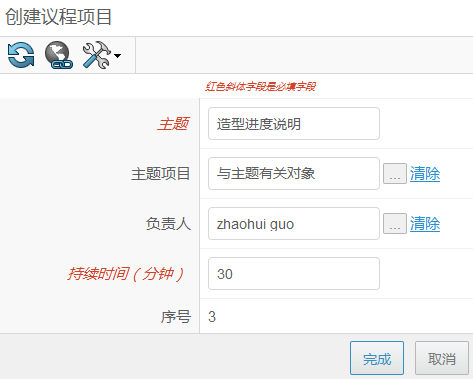 创建议程项目
红色斜体字段是必填字段
主题 造型进度说明
主题项目 与主题有关对象 ... 清除
负责人 zhaohui guo ... 清除
持续时间（分钟） 30
序号 3
完成 取消